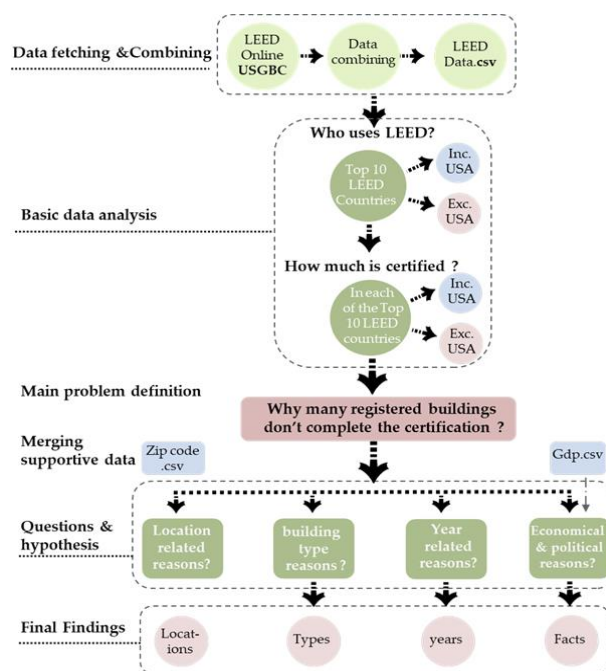 Data fetching &Combining
LEED
Online
USGBC
Data
combining
LEED
Data.csv
Basic data analysis
Who uses LEED?
Top 10
LEED
Countries
Inc.
USA
Exc.
USA
How much is certified ?
In each
of the Top
10 LEED
countries
Inc.
USA
Exc.
USA
Main problem definition
Why many registered buildings
don't complete the certification ?
Merging
supportive data
Zip code
.csv
Gdp.csv
Questions &
hypothesis
Location
related
reasons?
building
type
reasons ?
Year
related
reasons?
Economical
& political
reasons?
Final Findings
Locat-
ions
Types
years
Facts